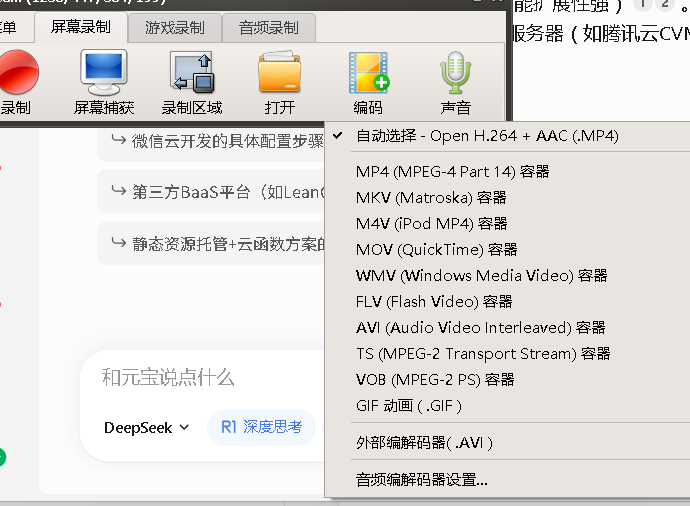 屏幕录制 游戏录制 音频录制
录制 屏幕捕获 录制区域 打开 编码 声音
能扩展性强） 1 2 。
服务器（如腾讯云CVM
微信云开发的具体配置步骤
第三方BaaS平台（如Lean
静态资源托管+云函数方案的
自动选择 - Open H.264 + AAC (.MP4)
MP4 (MPEG-4 Part 14) 容器
MKV (Matroska) 容器
M4V (iPod MP4) 容器
MOV (QuickTime) 容器
WMV (Windows Media Video) 容器
FLV (Flash Video) 容器
AVI (Audio Video Interleaved) 容器
TS (MPEG-2 Transport Stream) 容器
VOB (MPEG-2 PS) 容器
GIF 动画 ( .GIF )
外部编解码器( .AVI )
音频编解码器设置...
和元宝说点什么
DeepSeek R1 深度思考